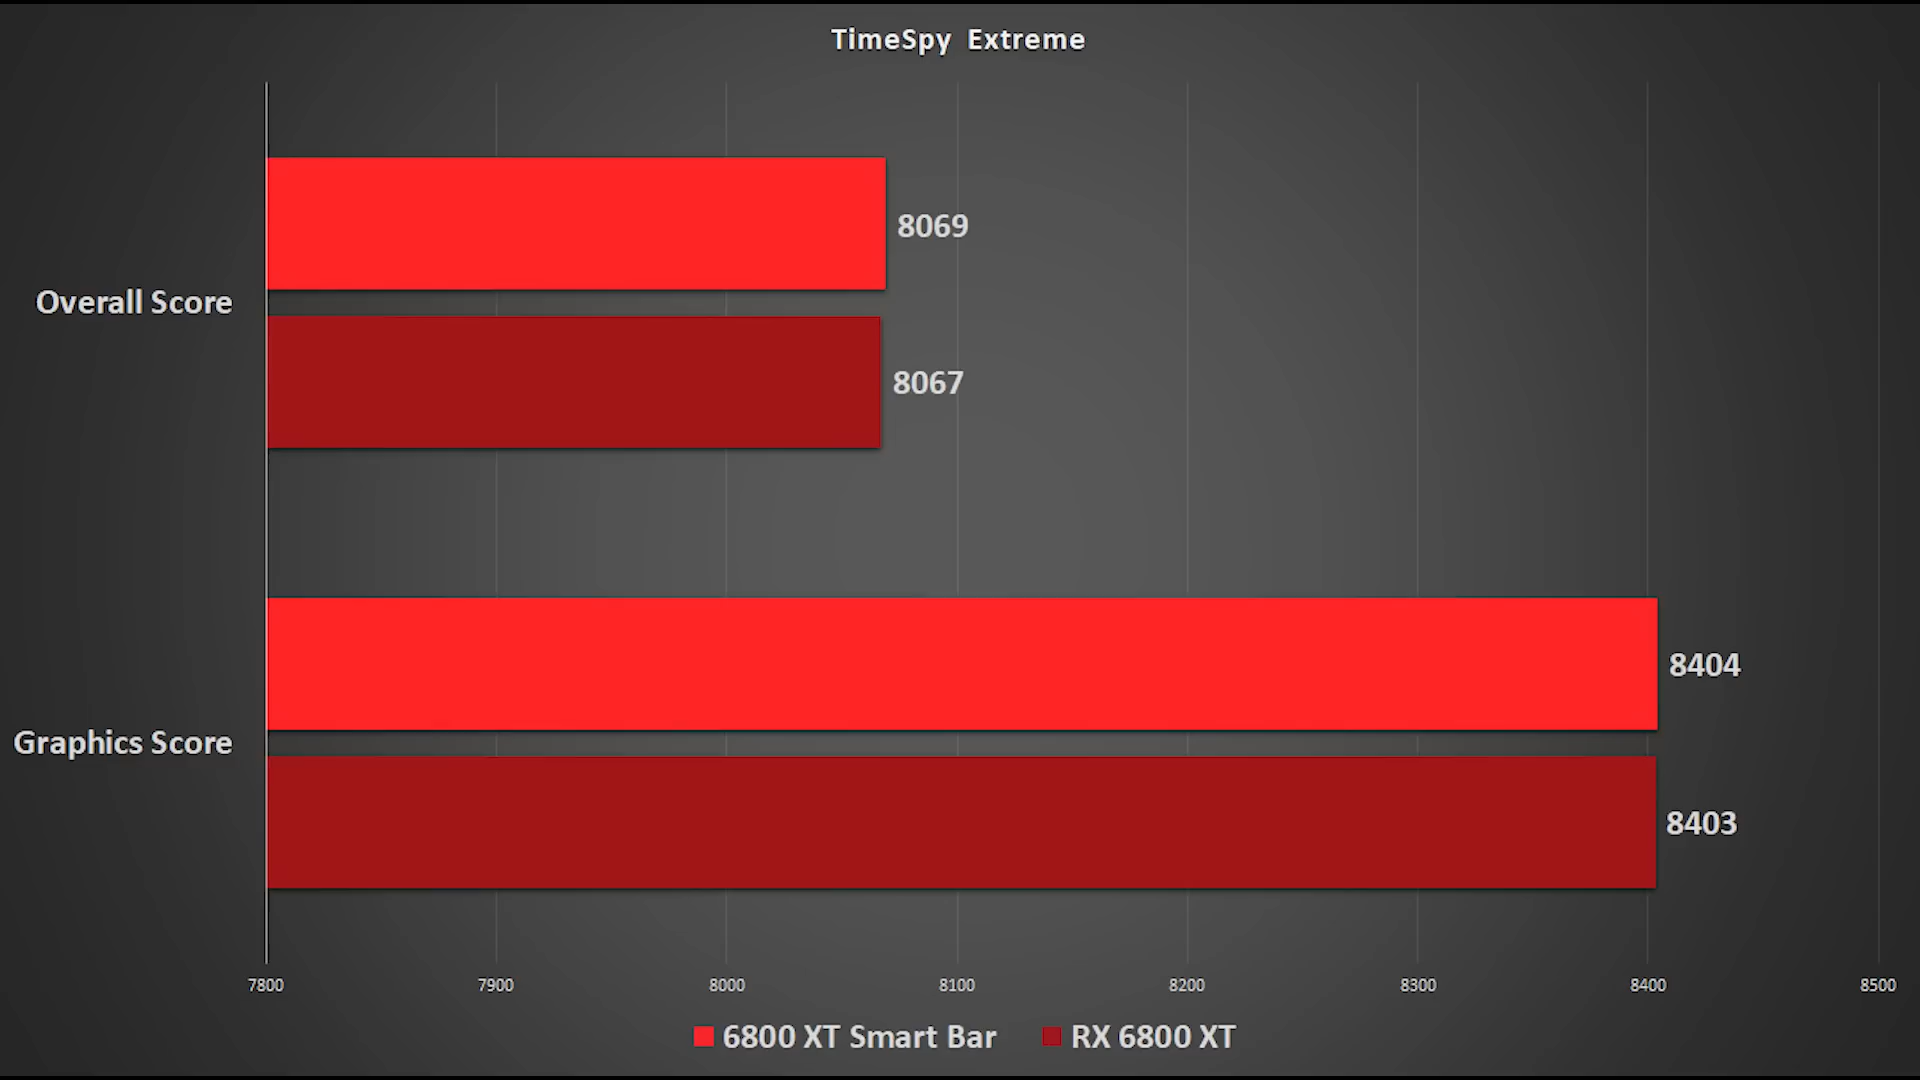 TimeSpy Extreme
8069
Overall Score
8067
8404
Graphics Score
8403
7800 7900 8000 8100 8200 8300 8400 8500
6800 XT Smart Bar RX 6800 XT